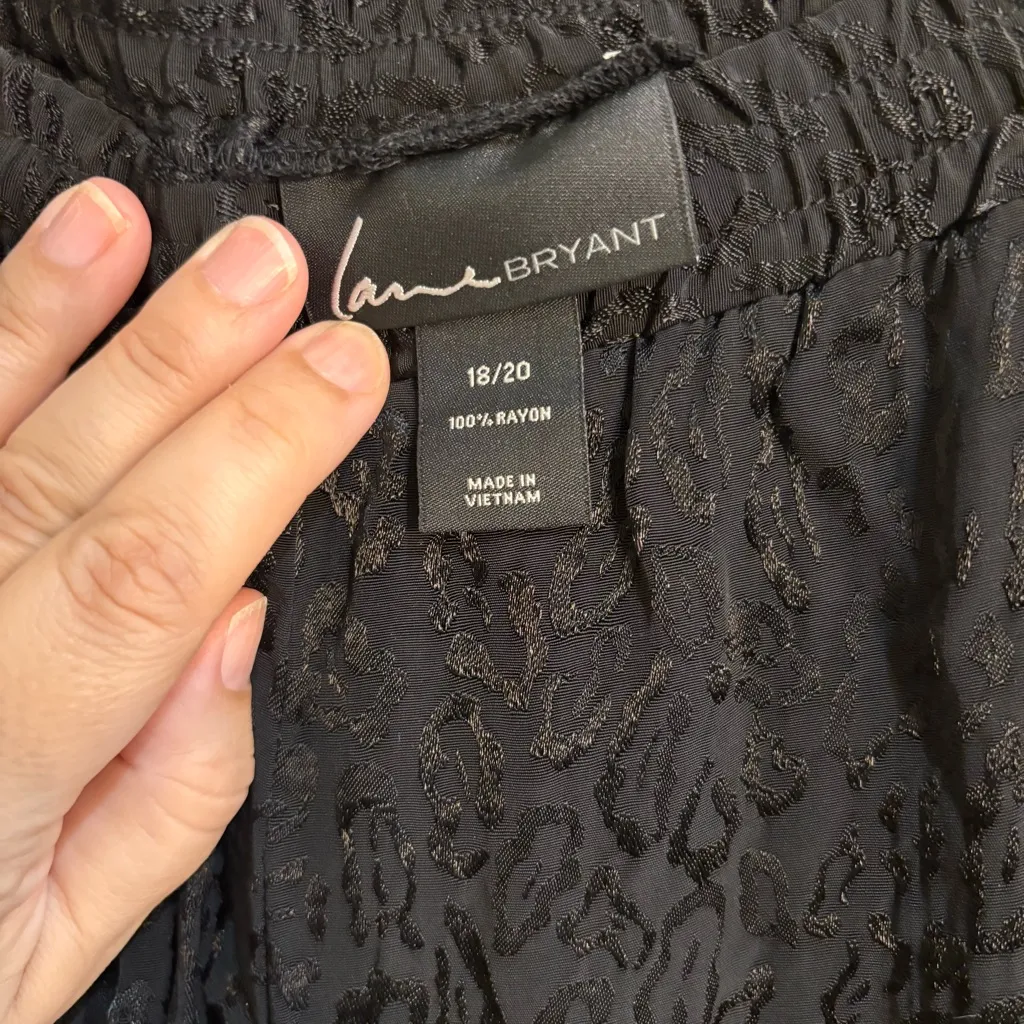 lane BRYANT
18/20
100% RAYON
MADE IN
VIETNAM